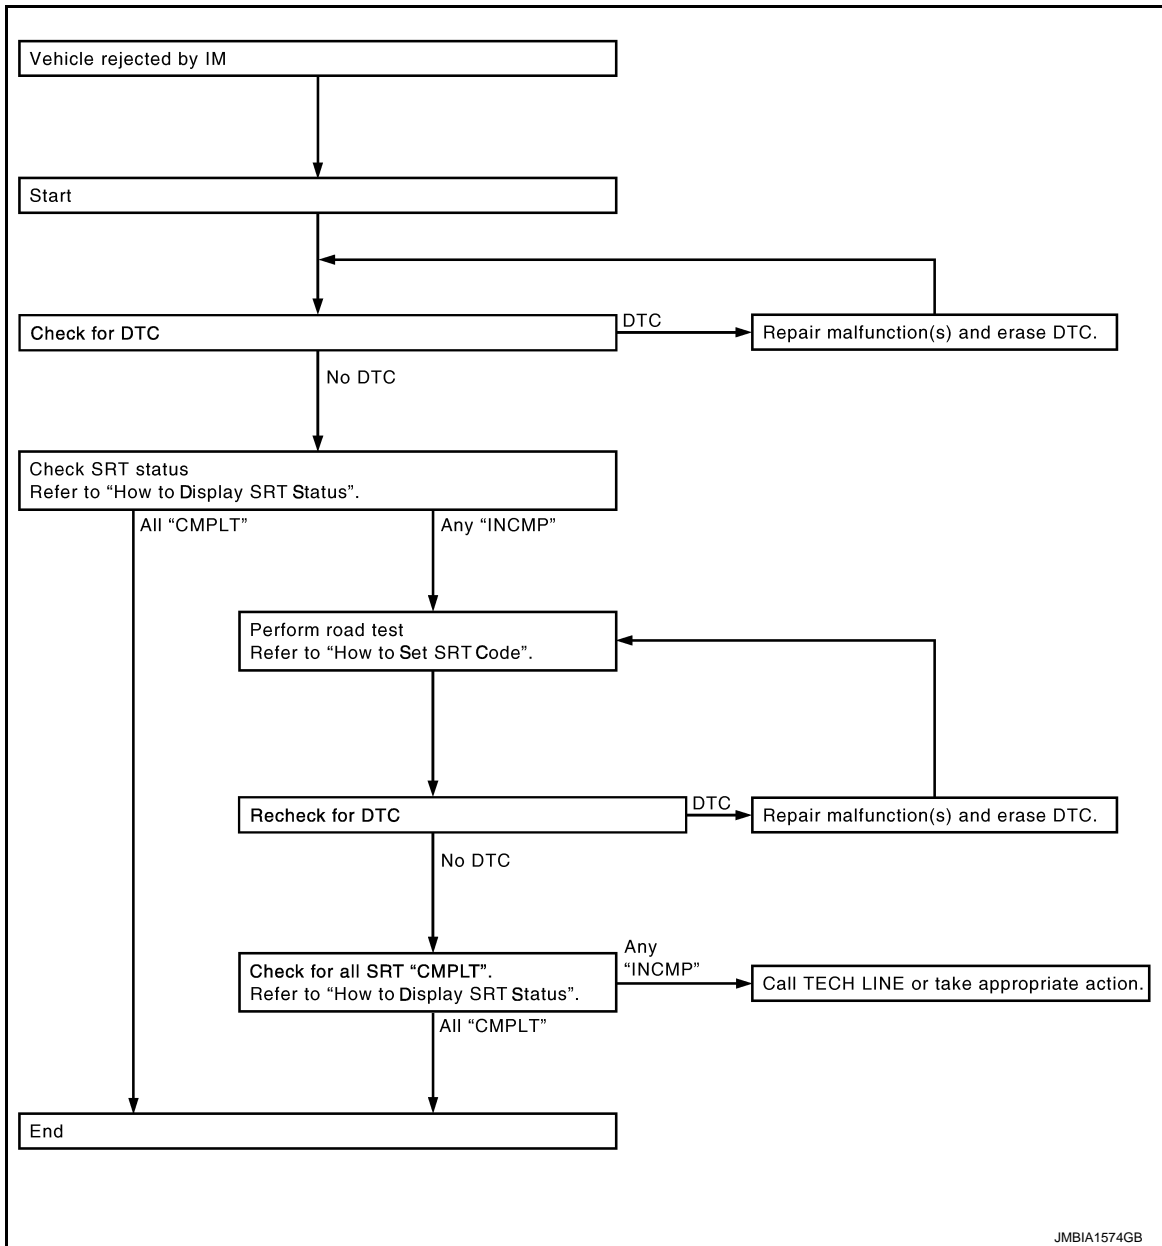 Vehicle rejected by IM
Start
Check for DTC
DTC
Repair malfunction(s) and erase DTC.
No DTC
Check SRT status
Refer to “How to Display SRT Status”.
All “CMPLT”
Any “INCMP”
Perform road test
Refer to “How to Set SRT Code”.
Recheck for DTC
DTC
Repair malfunction(s) and erase DTC.
No DTC
Check for all SRT “CMPLT”.
Refer to “How to Display SRT Status”.
Any
“INCMP”
Call TECH LINE or take appropriate action.
All “CMPLT”
End
JMBIA1574GB